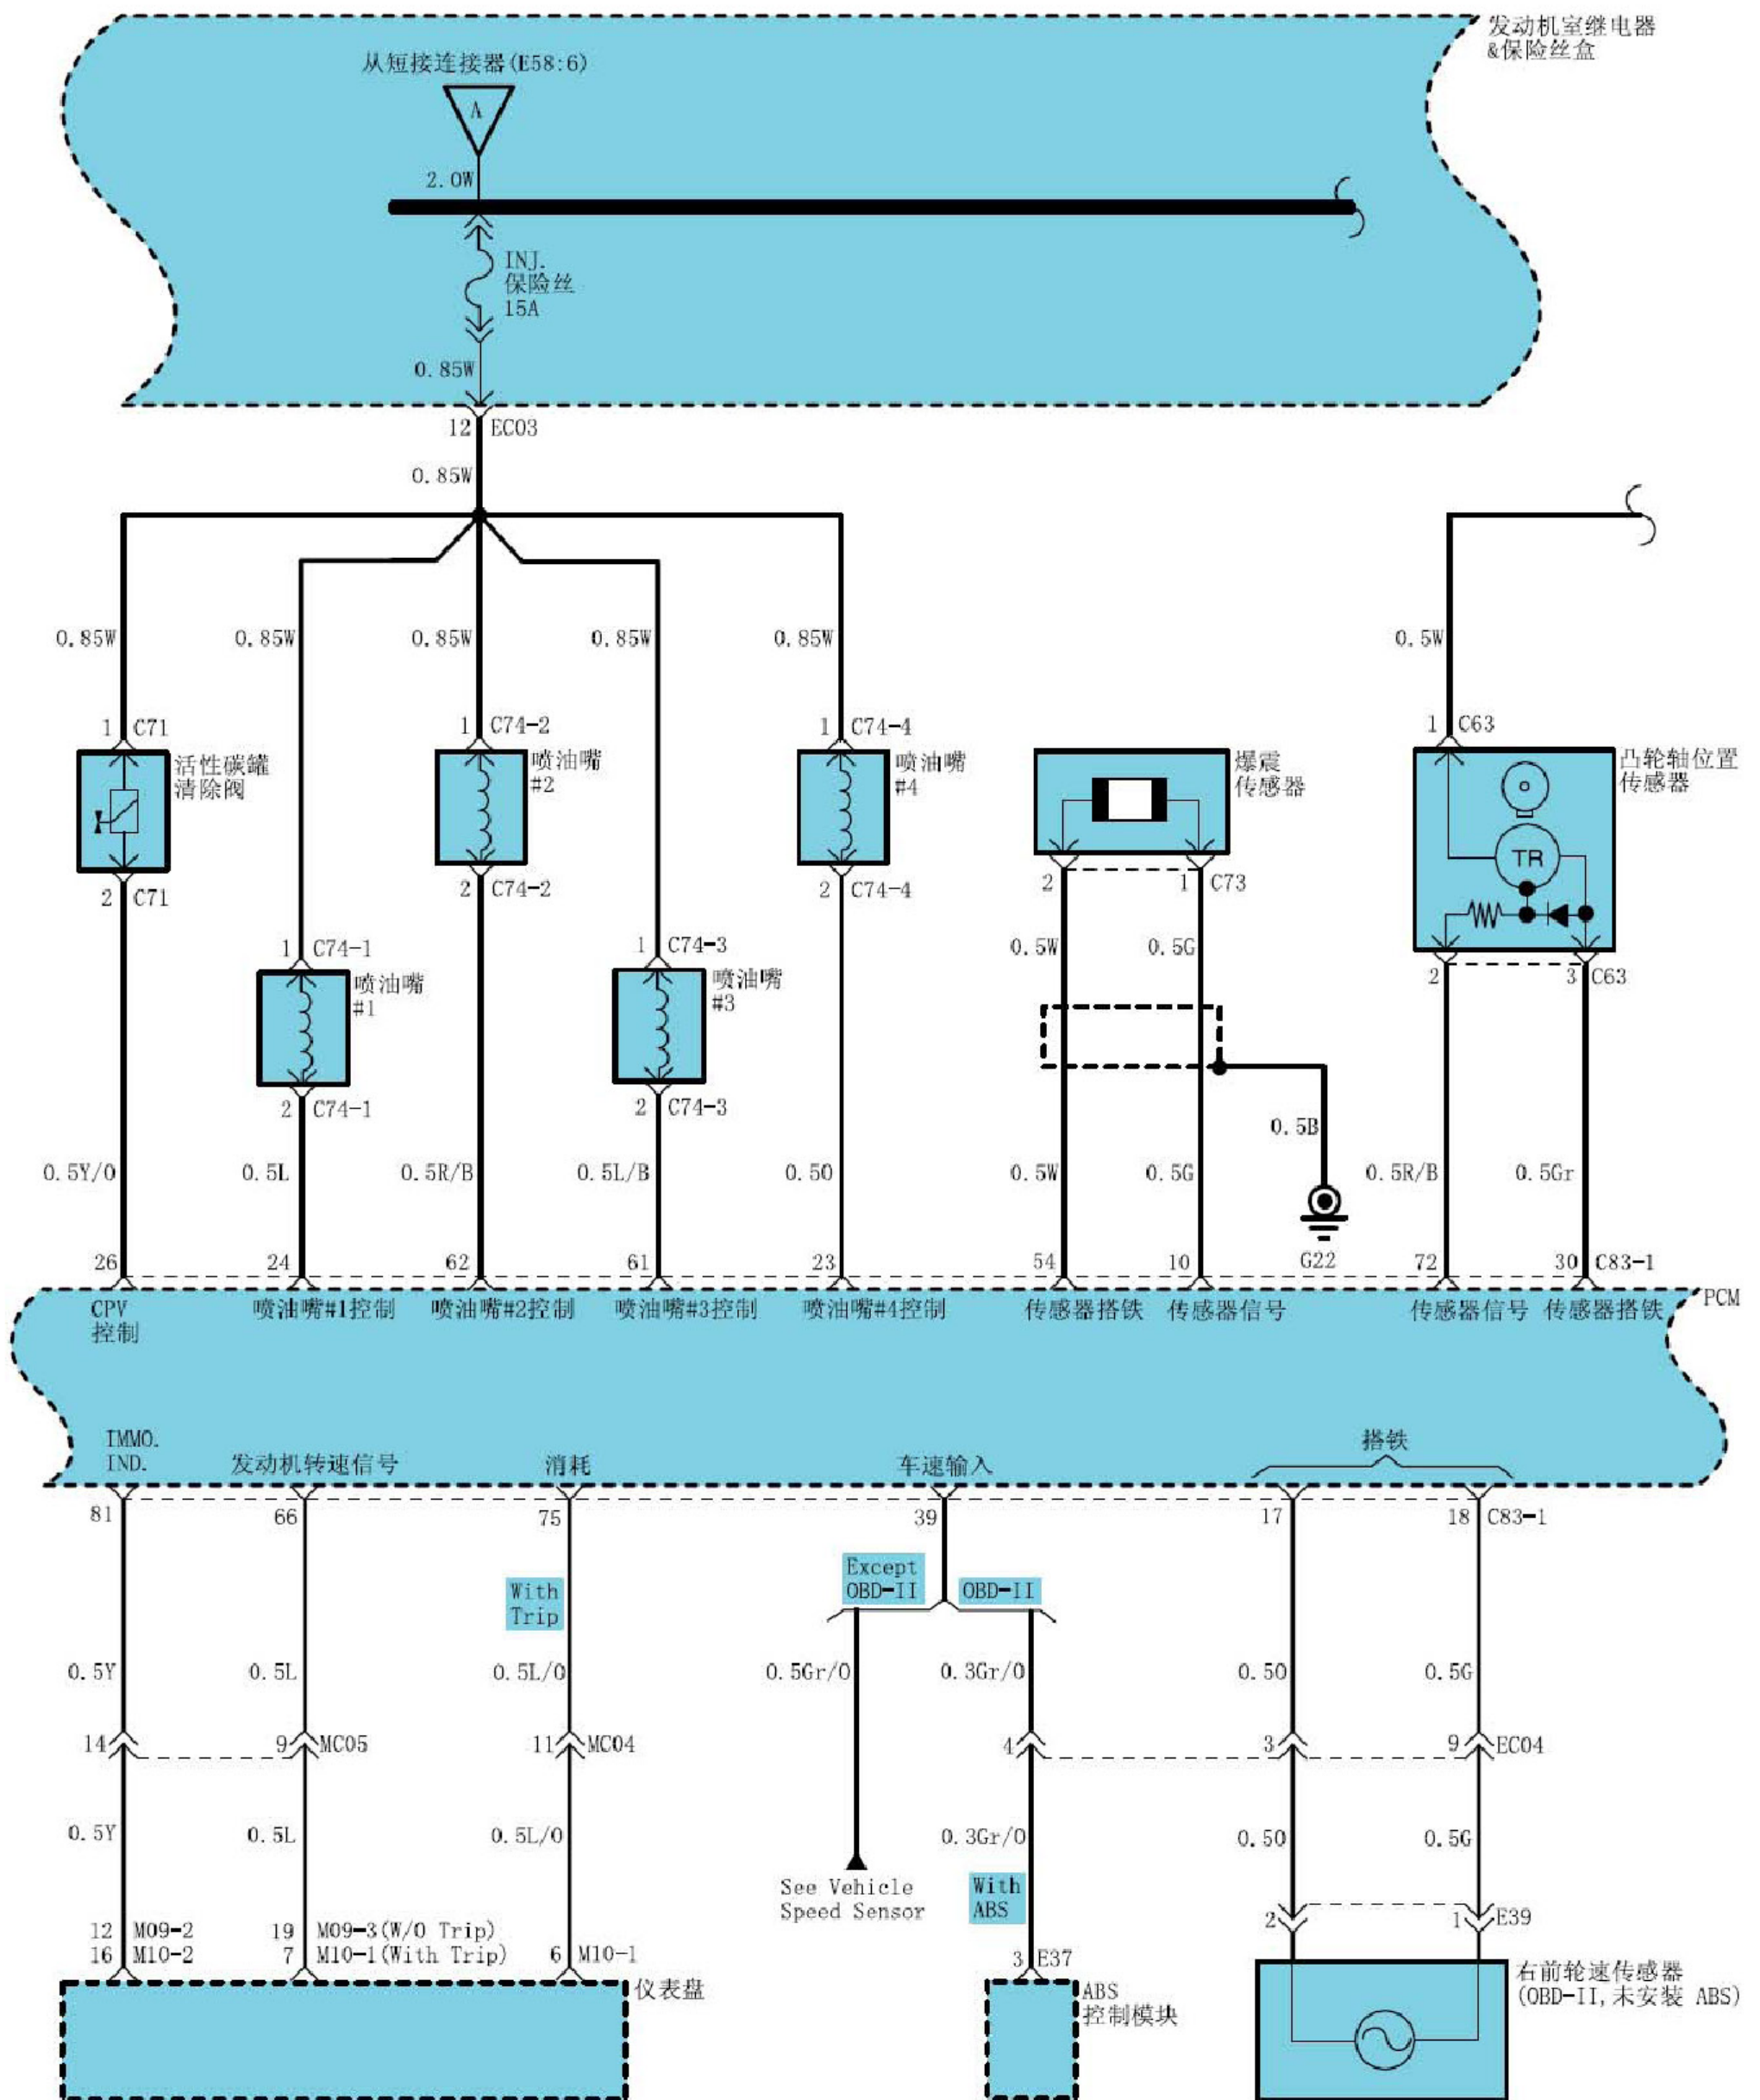 发动机室继电器
&保险丝盒
从短接连接器(E58:6)
A
2.0W
INJ.
保险丝
15A
0.85W
12 EC03
0.85W
0.85W 0.85W 0.85W 0.85W 0.85W 0.5W
1 C71 1 C74-2 1 C74-4 1 C63
活性碳罐
清除阀
喷油嘴
#2
喷油嘴
#4
爆震
传感器
凸轮轴位置
传感器
TR
2 C71 2 C74-2 2 C74-4 2 1 C73
1 C74-1 1 C74-3 0.5W 0.5G
2 3 C63
喷油嘴
#1
喷油嘴
#3
2 C74-1 2 C74-3
0.5B
0.5Y/O 0.5L 0.5R/B 0.5L/B 0.5O 0.5W 0.5G 0.5R/B 0.5Gr
26 24 62 61 23 54 10 G22 72 30 C83-1
PCM
CPV
控制
喷油嘴#1控制 喷油嘴#2控制 喷油嘴#3控制 喷油嘴#4控制 传感器搭铁 传感器信号 传感器信号 传感器搭铁
IMMO.
IND.
发动机转速信号 消耗 车速输入 搭铁
81 66 75 39 17 18 C83-1
With
Trip
Except
OBD-II
OBD-II
0.5Y 0.5L 0.5L/O 0.5Gr/O 0.3Gr/O 0.5O 0.5G
14 9 MC05 11 MC04 4 3 9 EC04
0.5Y 0.5L 0.5L/O 0.3Gr/O 0.5O 0.5G
See Vehicle
Speed Sensor
With
ABS
12 M09-2 19 M09-3(W/O Trip)
16 M10-2 7 M10-1(With Trip) 6 M10-1
3 E37
2 1 E39
仪表盘
ABS
控制模块
右前轮速传感器
(OBD-II,未安装 ABS)